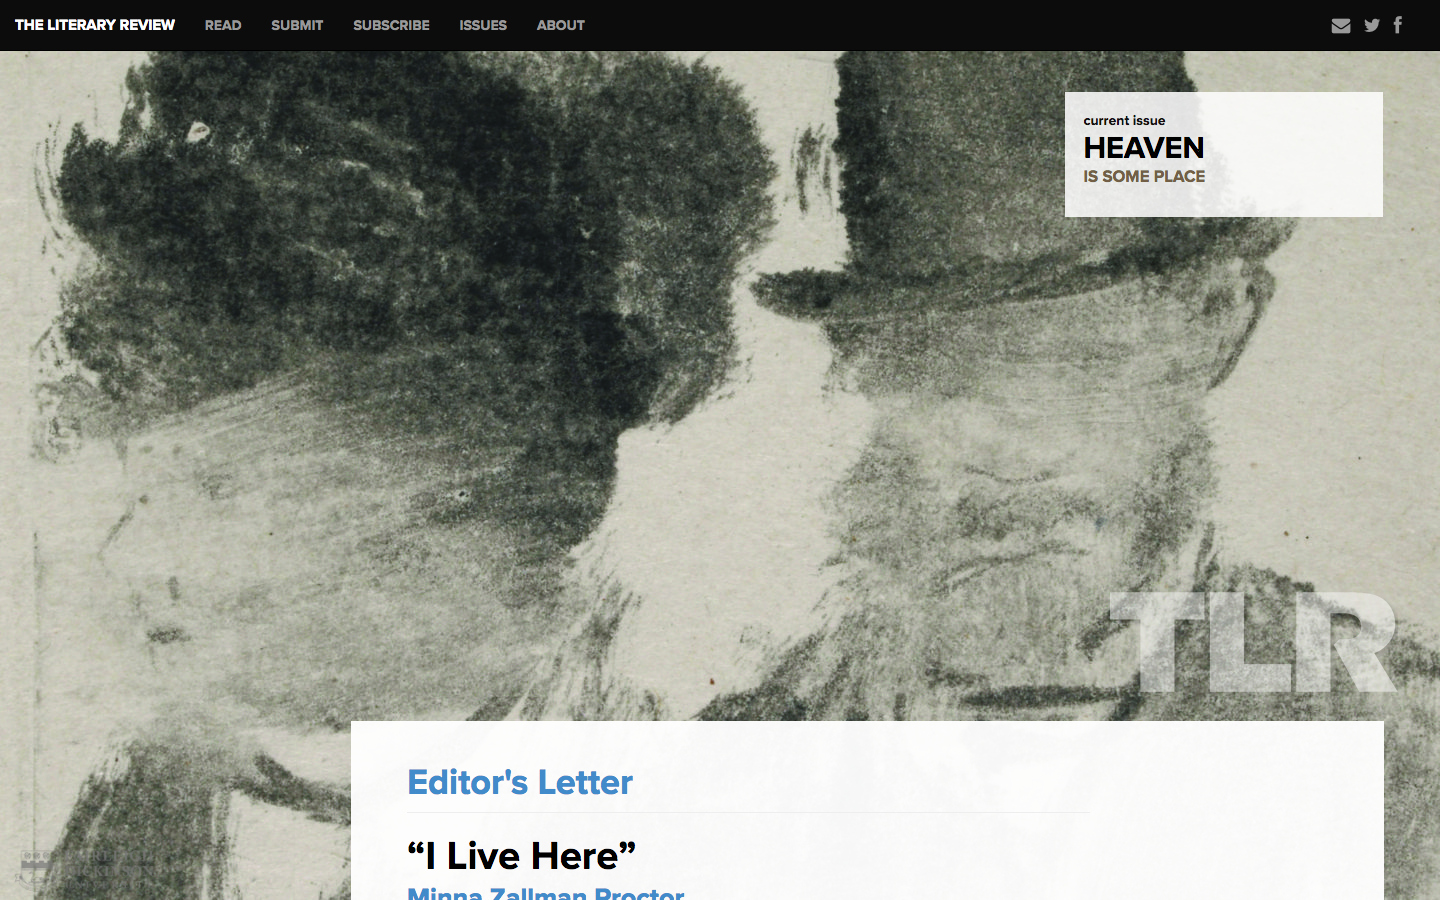 THE LITERARY REVIEW READ SUBMIT SUBSCRIBE ISSUES ABOUT
current issue
HEAVEN
IS SOME PLACE
TLR
Editor's Letter
“I Live Here”
Minna Zallman Proctor